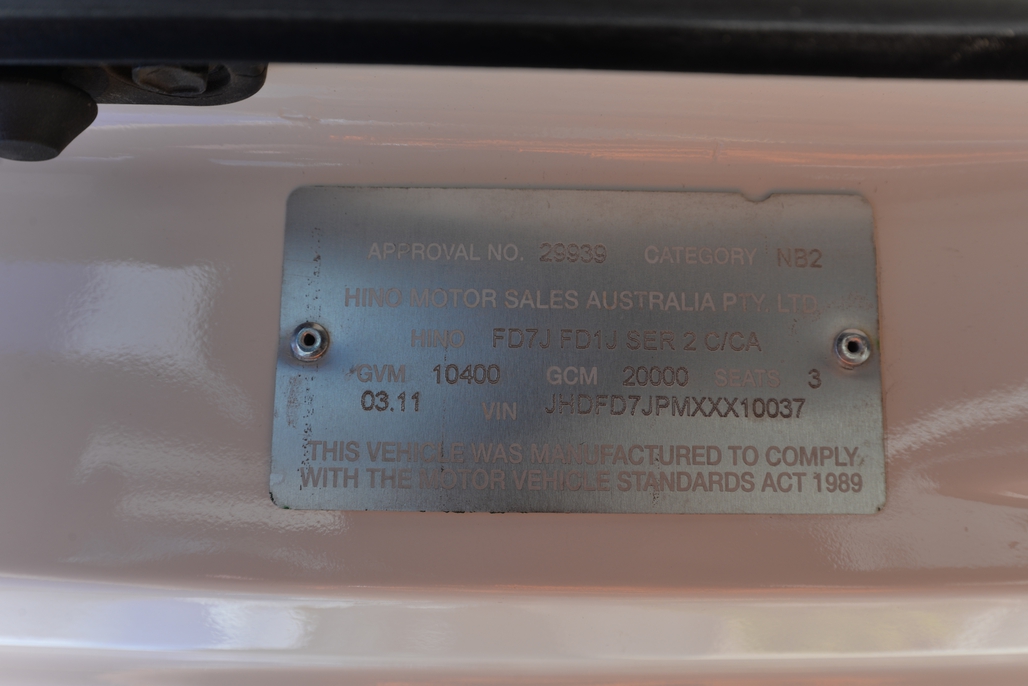 APPROVAL NO. 29939 CATEGORY NB2
HINO MOTOR SALES AUSTRALIA PTY. LTD.
HINO FD7J FD1J SER 2 C/CA
GVM 10400 GCM 20000 SEATS 3
03.11 VIN JHDFD7JPMXXX10037
THIS VEHICLE WAS MANUFACTURED TO COMPLY
WITH THE MOTOR VEHICLE STANDARDS ACT 1989